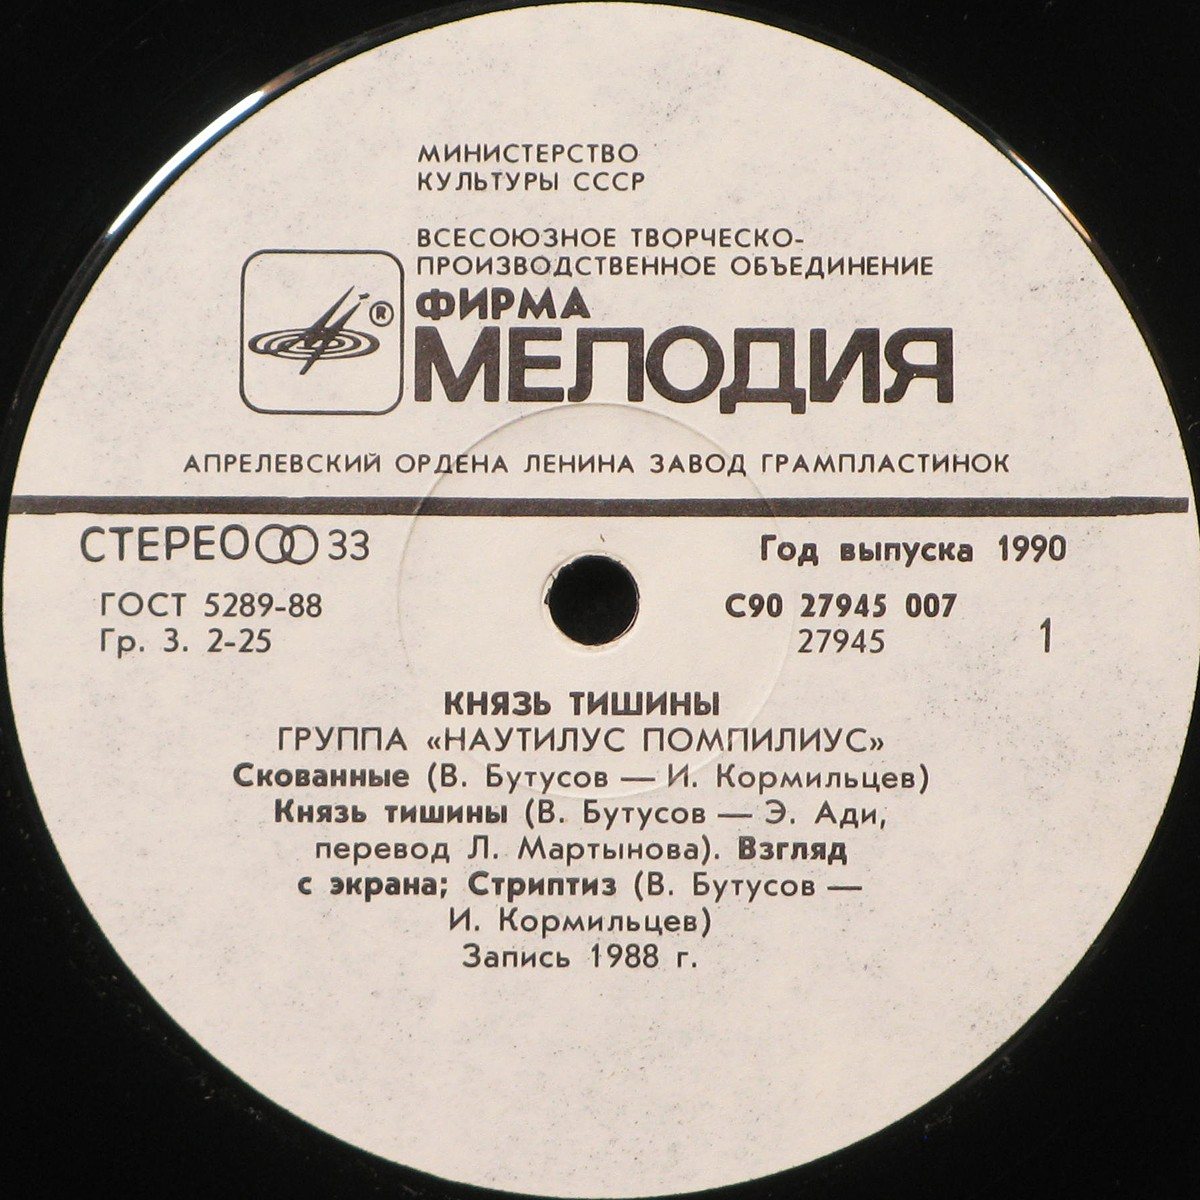 МИНИСТЕРСТВО
КУЛЬТУРЫ СССР
ВСЕСОЮЗНОЕ ТВОРЧЕСКО-
ПРОИЗВОДСТВЕННОЕ ОБЪЕДИНЕНИЕ
ФИРМА
®
МЕЛОДИЯ
АПРЕЛЕВСКИЙ ОРДЕНА ЛЕНИНА ЗАВОД ГРАМПЛАСТИНОК
СТЕРЕО 33
Год выпуска 1990
ГОСТ 5289-88
С90 27945 007
Гр. 3. 2-25
27945
1
КНЯЗЬ ТИШИНЫ
ГРУППА «НАУТИЛУС ПОМПИЛИУС»
Скованные (В. Бутусов — И. Кормильцев)
Князь тишины (В. Бутусов — Э. Ади,
перевод Л. Мартынова). Взгляд
с экрана; Стриптиз (В. Бутусов —
И. Кормильцев)
Запись 1988 г.